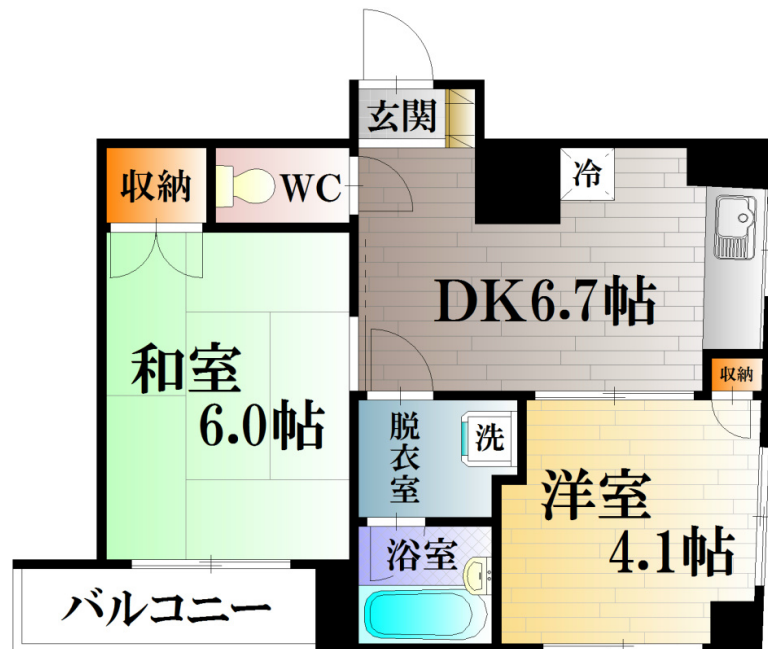 玄関
収納
WC
冷
DK6.7帖
和室
6.0帖
収納
脱衣室
洗
洋室
4.1帖
浴室
バルコニー